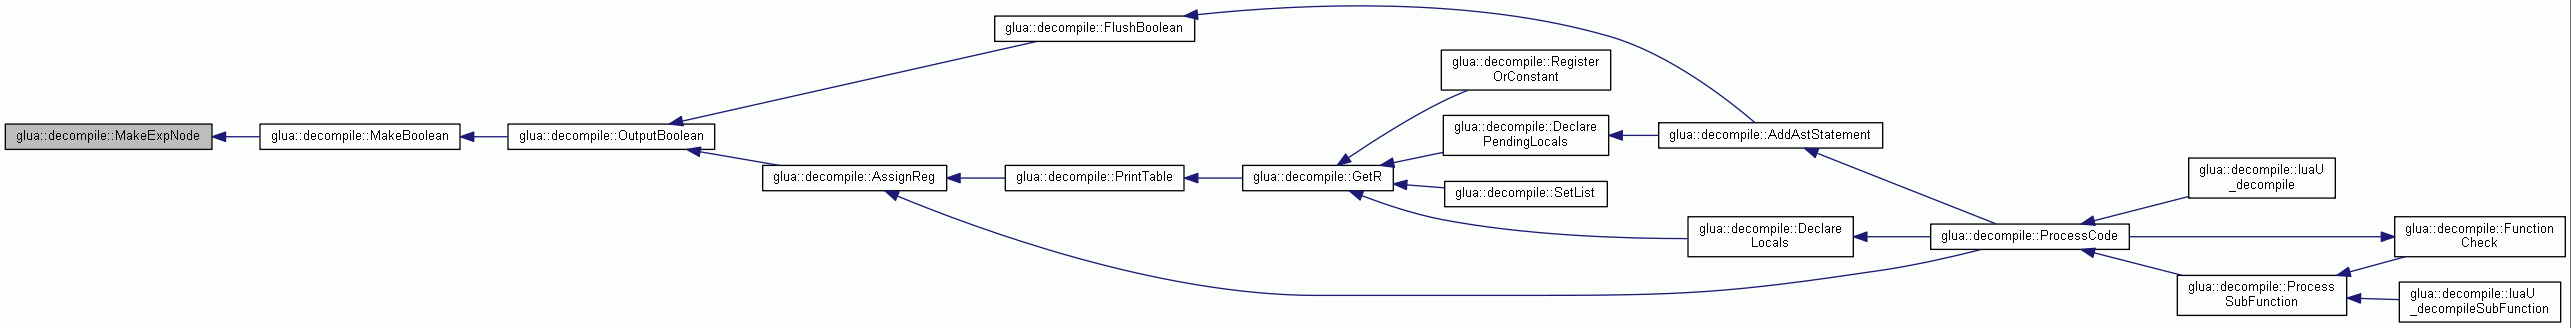 glua::decompile::FlushBoolean
glua::decompile::Register
OrConstant
glua::decompile::MakeExpNode
glua::decompile::MakeBoolean
glua::decompile::OutputBoolean
glua::decompile::Declare
PendingLocals
glua::decompile::AddAstStatement
glua::decompile::AssignReg
glua::decompile::PrintTable
glua::decompile::GetR
glua::decompile::SetList
glua::decompile::luaU
_decompile
glua::decompile::Declare
Locals
glua::decompile::ProcessCode
glua::decompile::Function
Check
glua::decompile::Process
SubFunction
glua::decompile::luaU
_decompileSubFunction